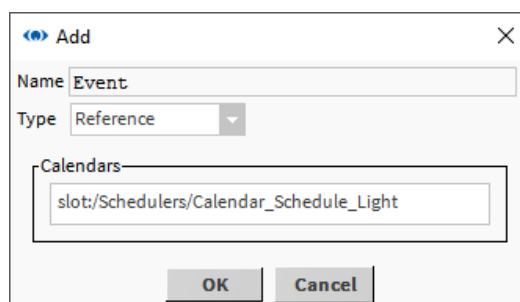 Add
Name Event
Type Reference
Calendars
slot:/Schedulers/Calendar_Schedule_Light
OK Cancel